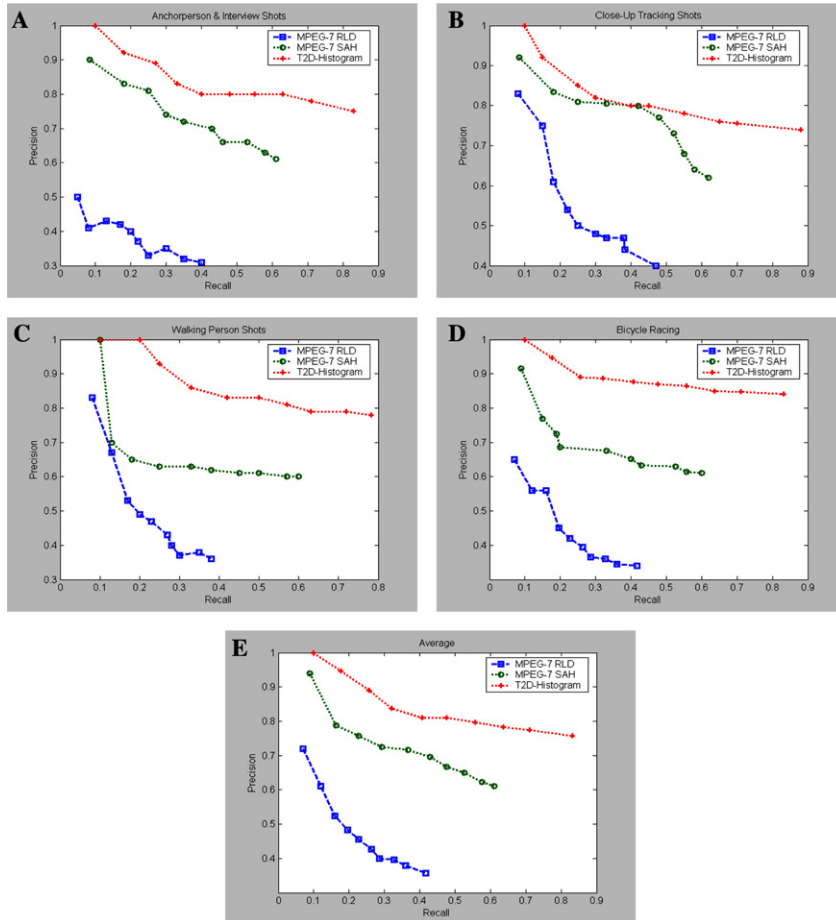 A
Anchorperson & Interview Shots
MPEG-7 RLD
MPEG-7 SAH
T2D-Histogram
Precision
1
0.9
0.8
0.7
0.6
0.5
0.4
0.3
0 0.1 0.2 0.3 0.4 0.5 0.6 0.7 0.8 0.9
Recall
B
Close-Up Tracking Shots
MPEG-7 RLD
MPEG-7 SAH
T2D-Histogram
Precision
1
0.9
0.8
0.7
0.6
0.5
0.4
0 0.1 0.2 0.3 0.4 0.5 0.6 0.7 0.8 0.9
Recall
C
Walking Person Shots
MPEG-7 RLD
MPEG-7 SAH
T2D-Histogram
Precision
1
0.9
0.8
0.7
0.6
0.5
0.4
0.3
0 0.1 0.2 0.3 0.4 0.5 0.6 0.7 0.8
Recall
D
Bicycle Racing
MPEG-7 RLD
MPEG-7 SAH
T2D-Histogram
Precision
1
0.9
0.8
0.7
0.6
0.5
0.4
0 0.1 0.2 0.3 0.4 0.5 0.6 0.7 0.8 0.9
Recall
E
Average
MPEG-7 RLD
MPEG-7 SAH
T2D-Histogram
Precision
1
0.9
0.8
0.7
0.6
0.5
0.4
0 0.1 0.2 0.3 0.4 0.5 0.6 0.7 0.8 0.9
Recall